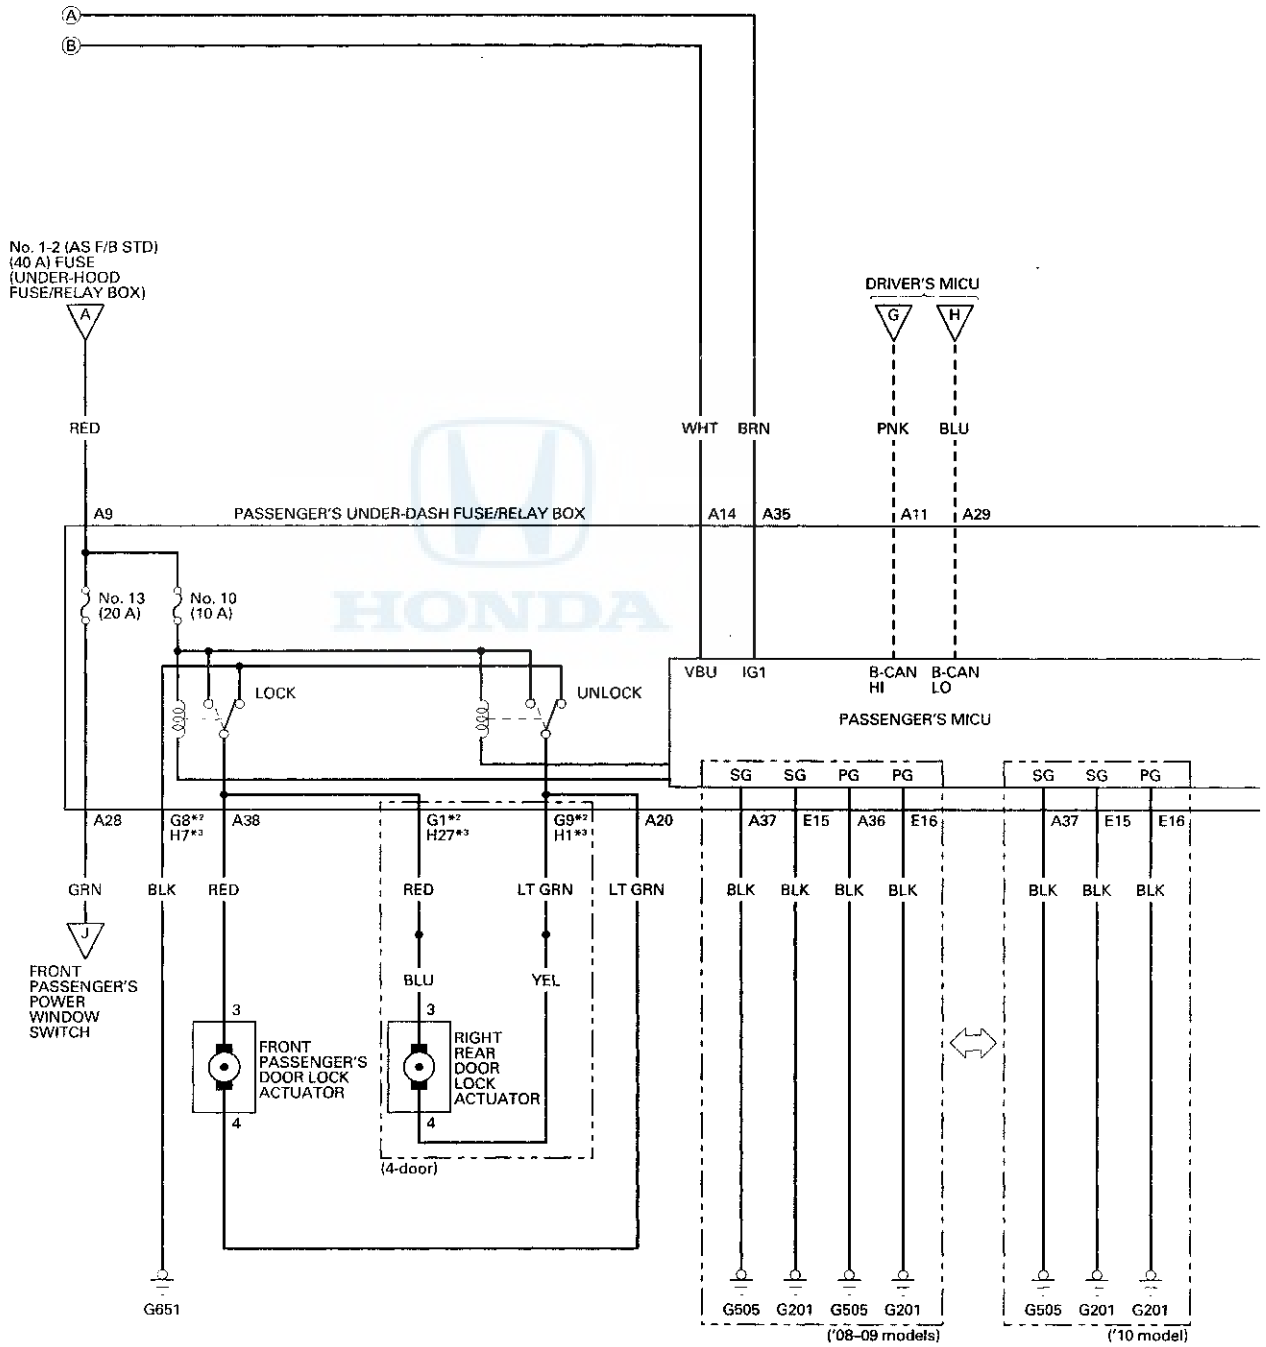 A
B
No. 1-2 (AS F/B STD)
(40 A) FUSE
(UNDER-HOOD
FUSE/RELAY BOX)
A
DRIVER'S MICU
G H
RED
WHT BRN PNK BLU
A9 PASSENGER'S UNDER-DASH FUSE/RELAY BOX A14 A35 A11 A29
No. 13
(20 A)
No. 10
(10 A)
HONDA
LOCK
UNLOCK
VBU IG1 B-CAN
HI
B-CAN
LO
PASSENGER'S MICU
SG SG PG PG SG SG PG
A28 G8*2
H7*3
A38 G1*2
H27*3
G9*2
H1*3
A20 A37 E15 A36 E16 A37 E15 E16
GRN BLK RED RED LT GRN LT GRN BLK BLK BLK BLK BLK BLK BLK
J
FRONT
PASSENGER'S
POWER
WINDOW
SWITCH
BLU YEL
3
FRONT
PASSENGER'S
DOOR LOCK
ACTUATOR
4
3
RIGHT
REAR
DOOR
LOCK
ACTUATOR
4
(4-door)
G651 G505 G201 G505 G201 G505 G201 G201
('08-09 models) ('10 model)